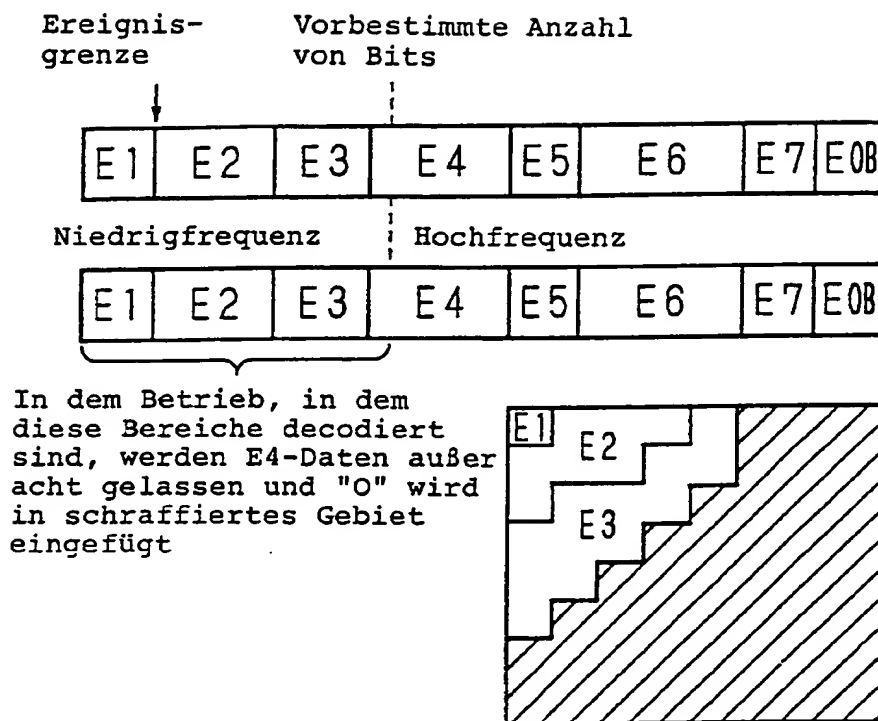 Ereignis- Vorbestimmte Anzahl
grenze von Bits
E1 E2 E3 E4 E5 E6 E7 EOB
Niedrigfrequenz Hochfrequenz
E1 E2 E3 E4 E5 E6 E7 EOB
In dem Betrieb, in dem
diese Bereiche decodiert
sind, werden E4-Daten außer
acht gelassen und "O" wird
in schraffiertes Gebiet
eingefügt
E1 E2
E3